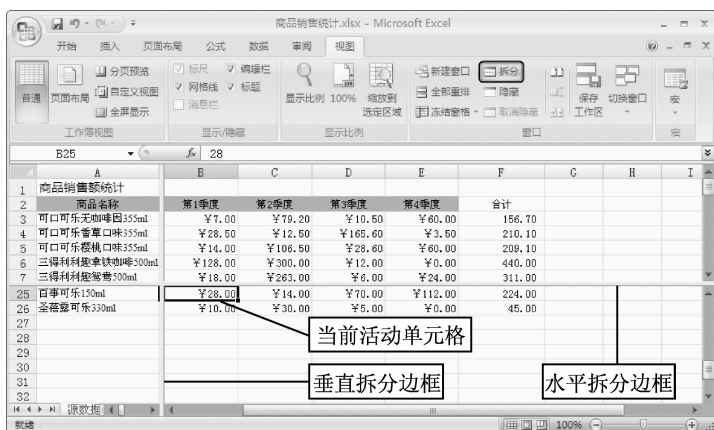 商品销售统计.xlsx - Microsoft Excel
开始 插入 页面布局 公式 数据 审阅 视图
普通 页面布局 分页预览 自定义视图 全屏显示
标尺 编辑栏 网格线 标题 消息栏
显示比例 100% 缩放到选定区域
新建窗口 全部重排 冻结窗格 拆分 隐藏 取消隐藏
保存工作区 切换窗口 宏
工作簿视图 显示/隐藏 显示比例 窗口 宏
B25 fx 28
A B C D E F G H I
1 商品销售额统计
2 商品名称 第1季度 第2季度 第3季度 第4季度 合计
3 可口可乐无咖啡因355ml ¥7.00 ¥79.20 ¥10.50 ¥60.00 156.70
4 可口可乐香草口味355ml ¥28.50 ¥12.50 ¥165.60 ¥3.50 210.10
5 可口可乐樱桃口味355ml ¥14.00 ¥106.50 ¥28.60 ¥60.00 209.10
6 三得利利趣拿铁咖啡500ml ¥128.00 ¥300.00 ¥12.00 ¥0.00 440.00
7 三得利利趣鸳鸯500ml ¥18.00 ¥263.00 ¥6.00 ¥24.00 311.00
25 百事可乐150ml ¥28.00 ¥14.00 ¥70.00 ¥112.00 224.00
26 圣蓓露可乐330ml ¥10.00 ¥30.00 ¥5.00 ¥0.00 45.00
27
28
当前活动单元格
29
30
31
垂直拆分边框 水平拆分边框
32
源数据
就绪 100%